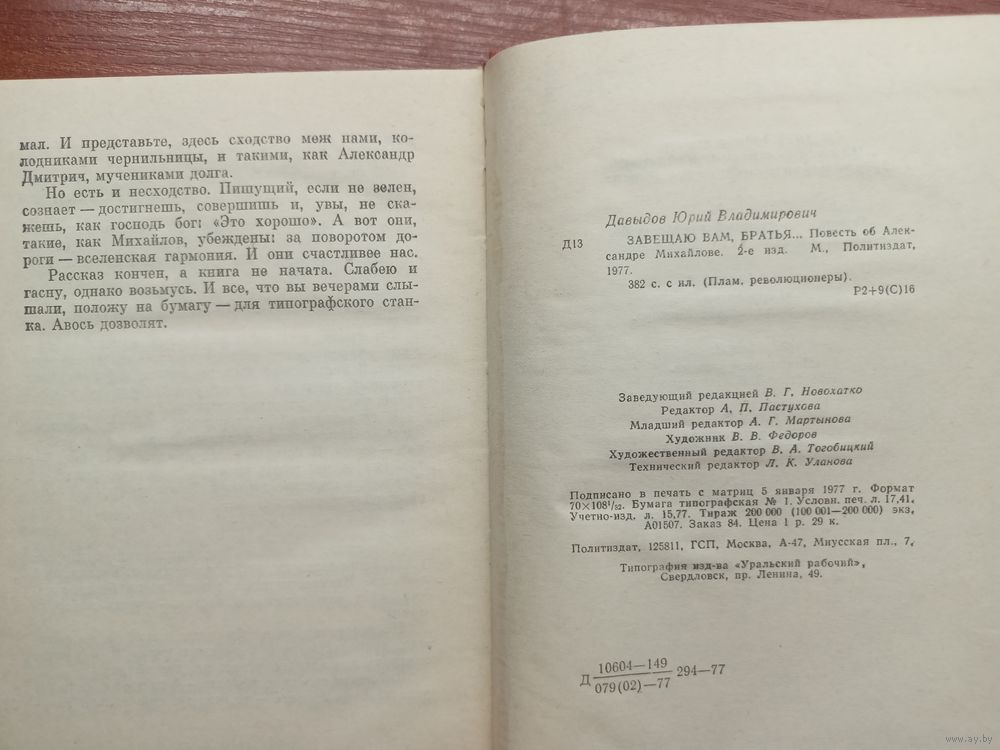 мал. И представьте, здесь сходство меж нами, ко-
лодниками чернильницы, и такими, как Александр
Дмитрич, мучениками долга.
Но есть и несходство. Пишущий, если не зелен,
сознает — достигнешь, совершишь и, увы, не ска-
жешь, как господь бог: «Это хорошо». А вот они,
такие, как Михайлов, убеждены: за поворотом до-
роги — вселенская гармония. И они счастливее нас.
Рассказ кончен, а книга не начата. Слабею и
гасну, однако возьмусь. И все, что вы вечерами слы-
шали, положу на бумагу — для типографского стан-
ка. Авось дозволят.
Давыдов Юрий Владимирович
Д13 ЗАВЕЩАЮ ВАМ, БРАТЬЯ... Повесть об Алек-
сандре Михайлове. 2-е изд. М., Политиздат,
1977.
382 с. с ил. (Плам. революционеры).
Р2+9(С)16
Заведующий редакцией В. Г. Новохатко
Редактор А. П. Пастухова
Младший редактор А. Г. Мартынова
Художник В. В. Федоров
Художественный редактор В. А. Тогобицкий
Технический редактор Л. К. Уланова
Подписано в печать с матриц 5 января 1977 г. Формат
70×108¹/₃₂. Бумага типографская № 1. Условн. печ. л. 17,41.
Учетно-изд. л. 15,77. Тираж 200 000 (100 001—200 000) экз.
А01507. Заказ 84. Цена 1 р. 29 к.
Политиздат, 125811, ГСП, Москва, А-47, Миусская пл., 7.
Типография изд-ва «Уральский рабочий»,
Свердловск, пр. Ленина, 49.
Д 10604—149
079(02)—77 294—77
www.ay.by